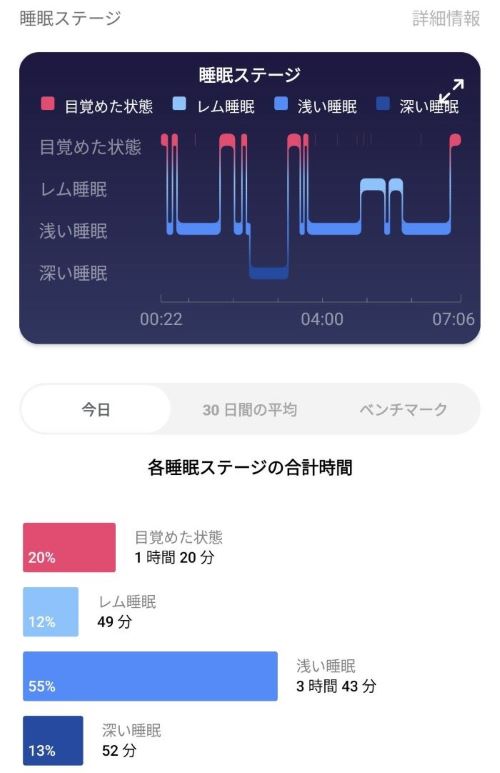 睡眠ステージ 詳細情報
睡眠ステージ
目覚めた状態 レム睡眠 浅い睡眠 深い睡眠
目覚めた状態
レム睡眠
浅い睡眠
深い睡眠
00:22 04:00 07:06
今日 30 日間の平均 ベンチマーク
各睡眠ステージの合計時間
目覚めた状態
20% 1 時間 20 分
レム睡眠
12% 49 分
浅い睡眠
55% 3 時間 43 分
深い睡眠
13% 52 分